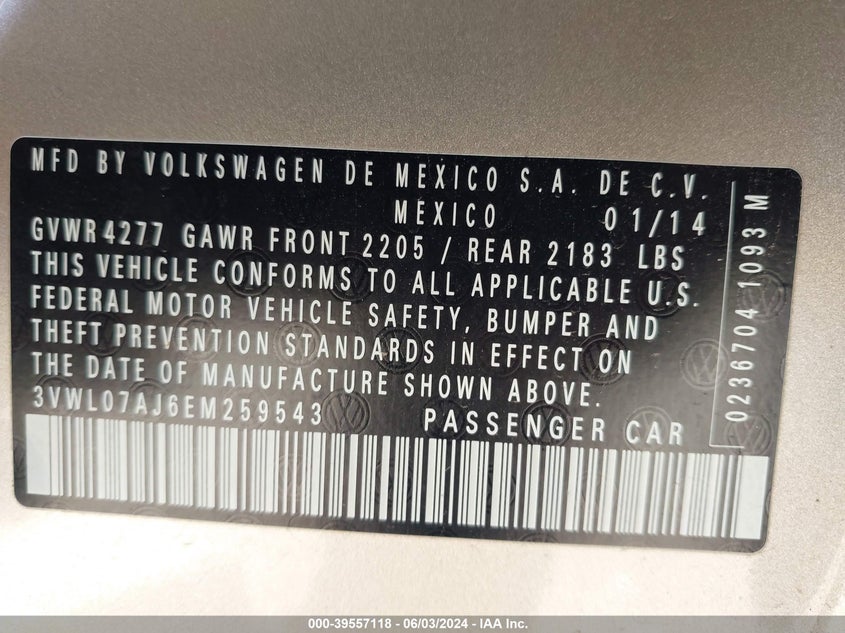 MFD BY VOLKSWAGEN DE MEXICO S.A. DE C.V.
MEXICO 01/14
GVWR4277 GAWR FRONT 2205 / REAR 2183 LBS
THIS VEHICLE CONFORMS TO ALL APPLICABLE U.S.
FEDERAL MOTOR VEHICLE SAFETY, BUMPER AND
THEFT PREVENTION STANDARDS IN EFFECT ON
THE DATE OF MANUFACTURE SHOWN ABOVE.
3VWL07AJ6EM259543 PASSENGER CAR
0236704 1093 M
000-39557118 - 06/03/2024 - IAA Inc.